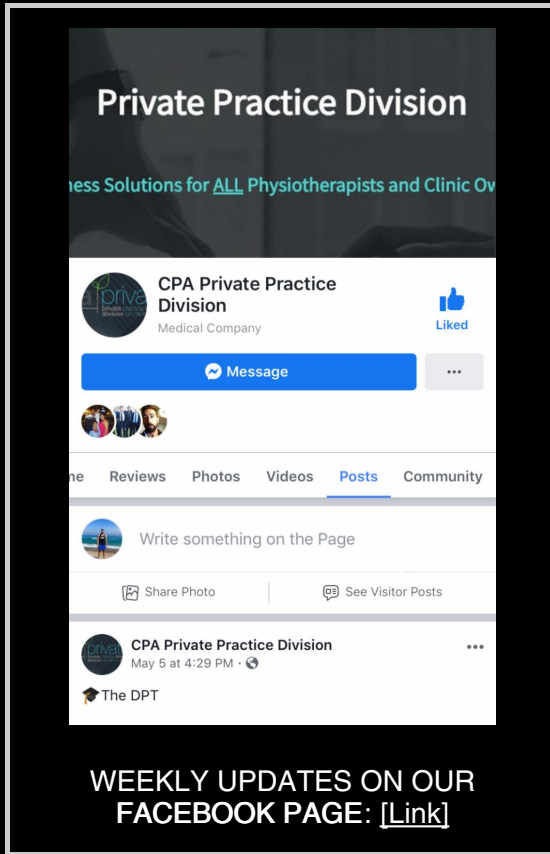 Private Practice Division
ness Solutions for ALL Physiotherapists and Clinic Ow
CPA Private Practice
Division
Medical Company
Liked
Message
me Reviews Photos Videos Posts Community
Write something on the Page
Share Photo See Visitor Posts
CPA Private Practice Division
May 5 at 4:29 PM ·
🎓The DPT
WEEKLY UPDATES ON OUR
FACEBOOK PAGE: [Link]